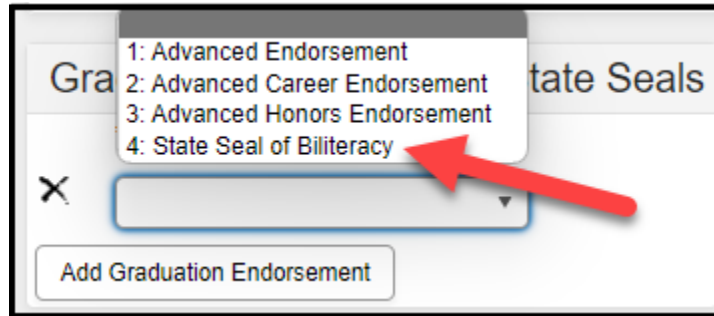 1: Advanced Endorsement
2: Advanced Career Endorsement
3: Advanced Honors Endorsement
4: State Seal of Biliteracy
Gra tate Seals
Add Graduation Endorsement